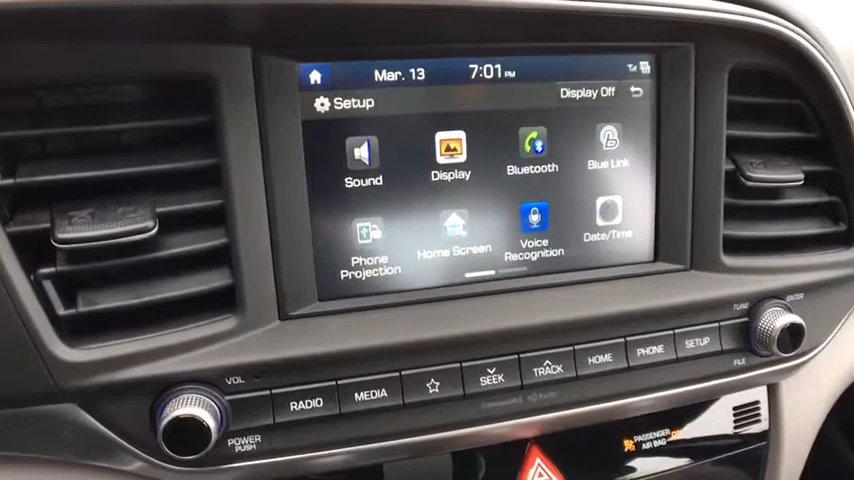 Mar. 13 7:01 PM
Setup Display Off
Sound Display Bluetooth Blue Link
Phone Projection Home Screen Voice Recognition Date/Time
VOL TUNE ENTER
RADIO MEDIA SEEK TRACK HOME PHONE SETUP
FILE
POWER PUSH
PASSENGER
AIR BAG